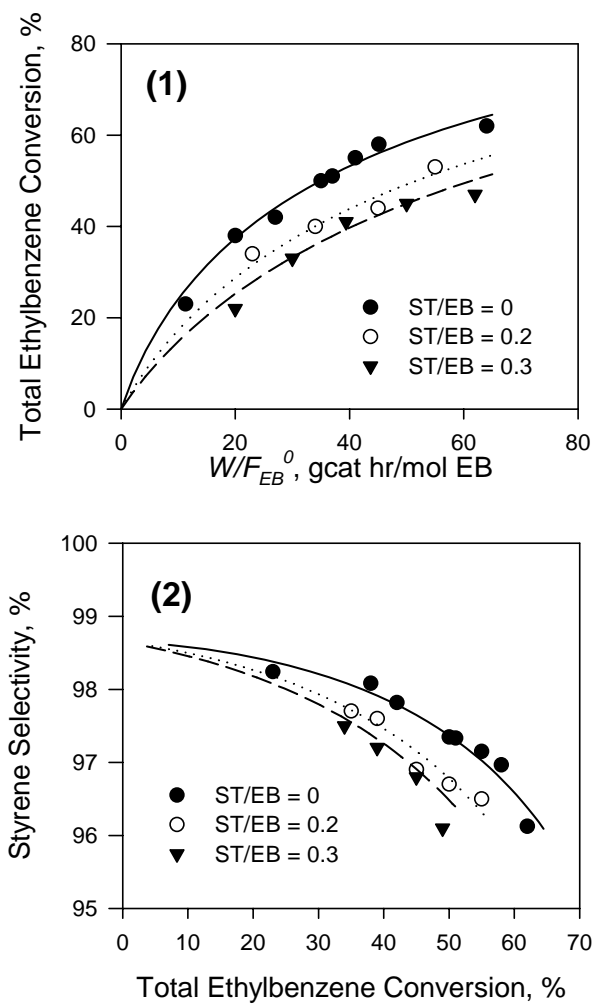 80
60
40
20
0
Total Ethylbenzene Conversion, %
(1)
ST/EB = 0
ST/EB = 0.2
ST/EB = 0.3
0 20 40 60 80
W/F_EB^0, gcat hr/mol EB
100
99
98
97
96
95
Styrene Selectivity, %
(2)
ST/EB = 0
ST/EB = 0.2
ST/EB = 0.3
0 10 20 30 40 50 60 70
Total Ethylbenzene Conversion, %